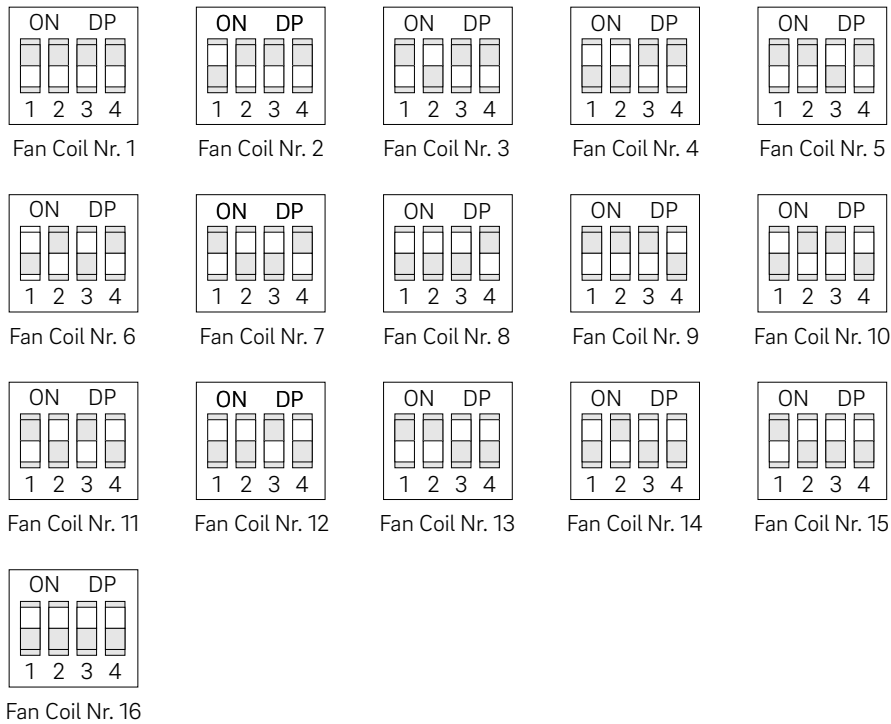 ON DP ON DP ON DP ON DP ON DP
1 2 3 4 1 2 3 4 1 2 3 4 1 2 3 4 1 2 3 4
Fan Coil Nr. 1 Fan Coil Nr. 2 Fan Coil Nr. 3 Fan Coil Nr. 4 Fan Coil Nr. 5
ON DP ON DP ON DP ON DP ON DP
1 2 3 4 1 2 3 4 1 2 3 4 1 2 3 4 1 2 3 4
Fan Coil Nr. 6 Fan Coil Nr. 7 Fan Coil Nr. 8 Fan Coil Nr. 9 Fan Coil Nr. 10
ON DP ON DP ON DP ON DP ON DP
1 2 3 4 1 2 3 4 1 2 3 4 1 2 3 4 1 2 3 4
Fan Coil Nr. 11 Fan Coil Nr. 12 Fan Coil Nr. 13 Fan Coil Nr. 14 Fan Coil Nr. 15
ON DP
1 2 3 4
Fan Coil Nr. 16